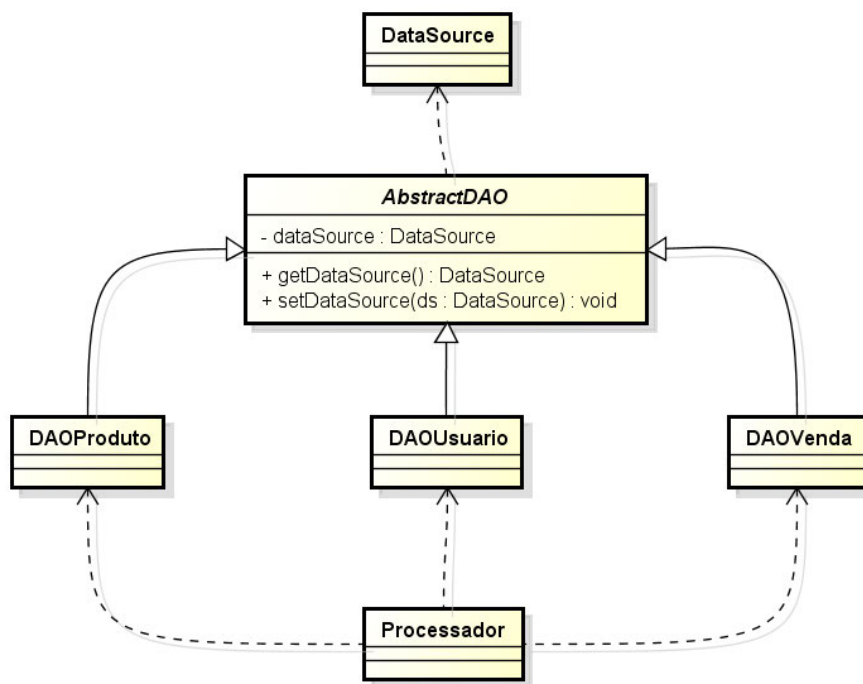 DataSource
AbstractDAO
- dataSource : DataSource
+ getDataSource() : DataSource
+ setDataSource(ds : DataSource) : void
DAOProduto
DAOUsuario
DAOVenda
Processador